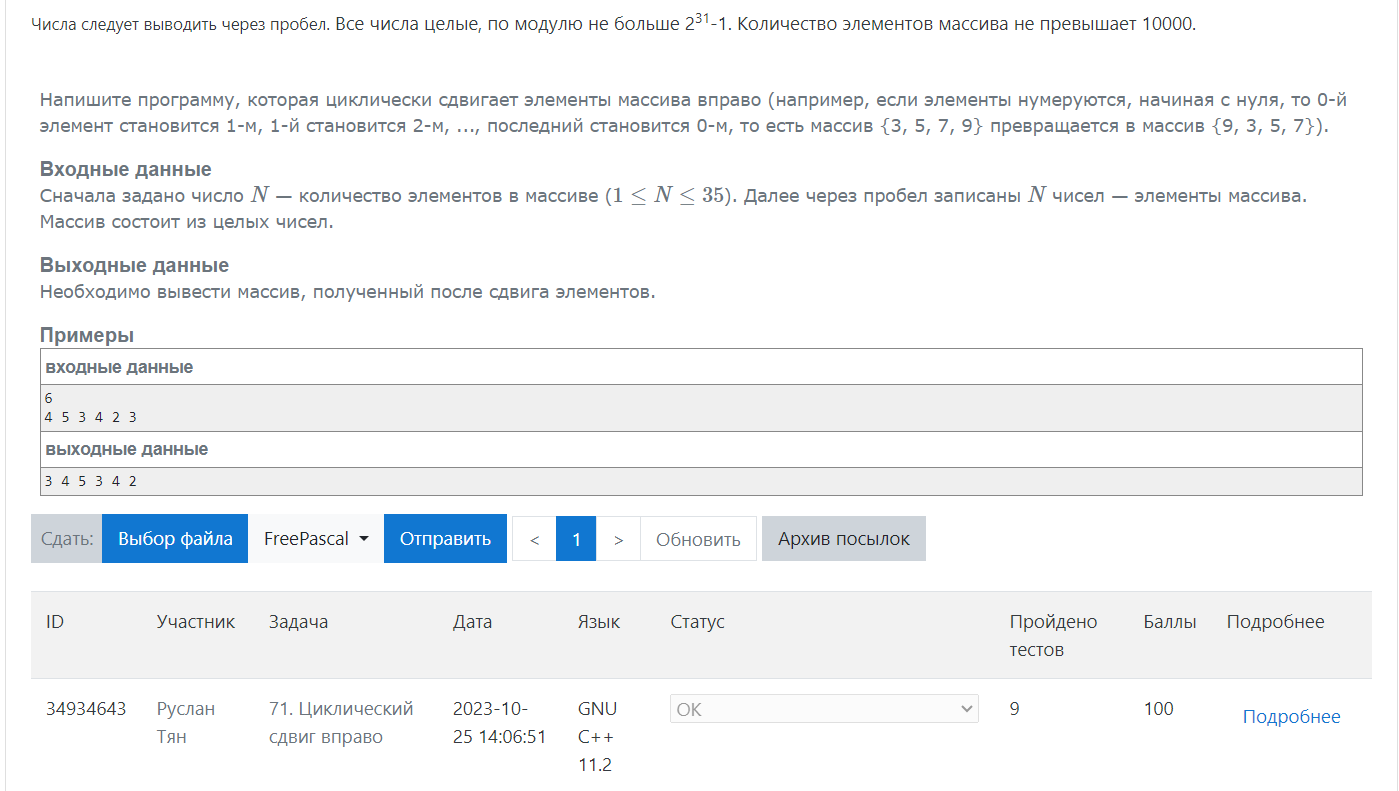 Числа следует выводить через пробел. Все числа целые, по модулю не больше 2³¹-1. Количество элементов массива не превышает 10000.
Напишите программу, которая циклически сдвигает элементы массива вправо (например, если элементы нумеруются, начиная с нуля, то 0-й
элемент становится 1-м, 1-й становится 2-м, ..., последний становится 0-м, то есть массив {3, 5, 7, 9} превращается в массив {9, 3, 5, 7}).
Входные данные
Сначала задано число N — количество элементов в массиве (1 ≤ N ≤ 35). Далее через пробел записаны N чисел — элементы массива.
Массив состоит из целых чисел.
Выходные данные
Необходимо вывести массив, полученный после сдвига элементов.
Примеры
входные данные
6
4 5 3 4 2 3
выходные данные
3 4 5 3 4 2
Сдать: Выбор файла FreePascal Отправить < 1 > Обновить Архив посылок
ID Участник Задача Дата Язык Статус Пройдено Баллы Подробнее
тестов
34934643 Руслан 71. Циклический 2023-10- GNU OK 9 100 Подробнее
Тян сдвиг вправо 25 14:06:51 C++
11.2